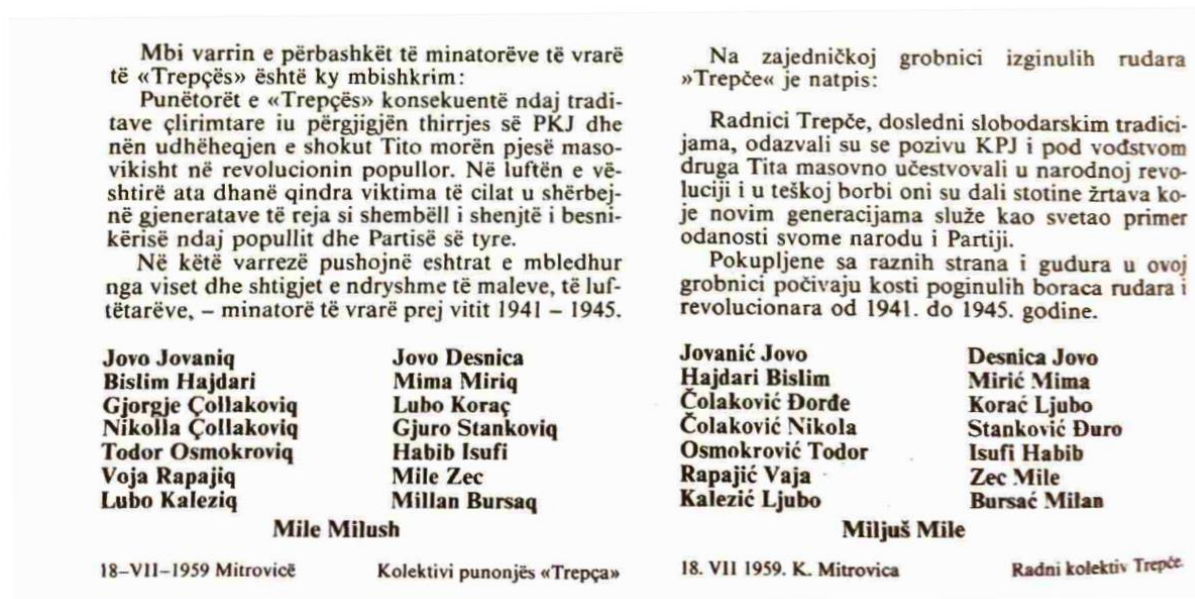 Mbi varrin e përbashkët të minatorëve të vrarë
të «Trepçës» është ky mbishkrim:
Punëtorët e «Trepçës» konsekuentë ndaj tradi-
tave çlirimtare iu përgjigjën thirrjes së PKJ dhe
nën udhëheqjen e shokut Tito morën pjesë maso-
vikisht në revolucionin popullor. Në luftën e vë-
shtirë ata dhanë qindra viktima të cilat u shërbej-
në gjeneratave të reja si shembëll i shenjtë i besni-
kërisë ndaj popullit dhe Partisë së tyre.
Në këtë varrezë pushojnë eshtrat e mbledhur
nga viset dhe shtigjet e ndryshme të maleve, të luf-
tëtarëve, – minatorë të vrarë prej vitit 1941 – 1945.
Jovo Jovaniq
Bislim Hajdari
Gjorgje Çollakoviq
Nikolla Çollakoviq
Todor Osmokroviq
Voja Rapajiq
Lubo Kaleziq
Jovo Desnica
Mima Miriq
Lubo Koraç
Gjuro Stankoviq
Habib Isufi
Mile Zec
Millan Bursaq
Mile Milush
18–VII–1959 Mitrovicë
Kolektivi punonjës «Trepça»
Na zajedničkoj grobnici izginulih rudara
»Trepče« je natpis:
Radnici Trepče, dosledni slobodarskim tradici-
jama, odazvali su se pozivu KPJ i pod vođstvom
druga Tita masovno učestvovali u narodnoj revo-
luciji i u teškoj borbi oni su dali stotine žrtava ko-
je novim generacijama služe kao svetao primer
odanosti svome narodu i Partiji.
Pokupljene sa raznih strana i gudura u ovoj
grobnici počivaju kosti poginulih boraca rudara i
revolucionara od 1941. do 1945. godine.
Jovanić Jovo
Hajdari Bislim
Čolaković Đorđe
Čolaković Nikola
Osmokrović Todor
Rapajić Vaja
Kalezić Ljubo
Desnica Jovo
Mirić Mima
Korać Ljubo
Stanković Đuro
Isufi Habib
Zec Mile
Bursać Milan
Miljuš Mile
18. VII 1959. K. Mitrovica
Radni kolektiv Trepče